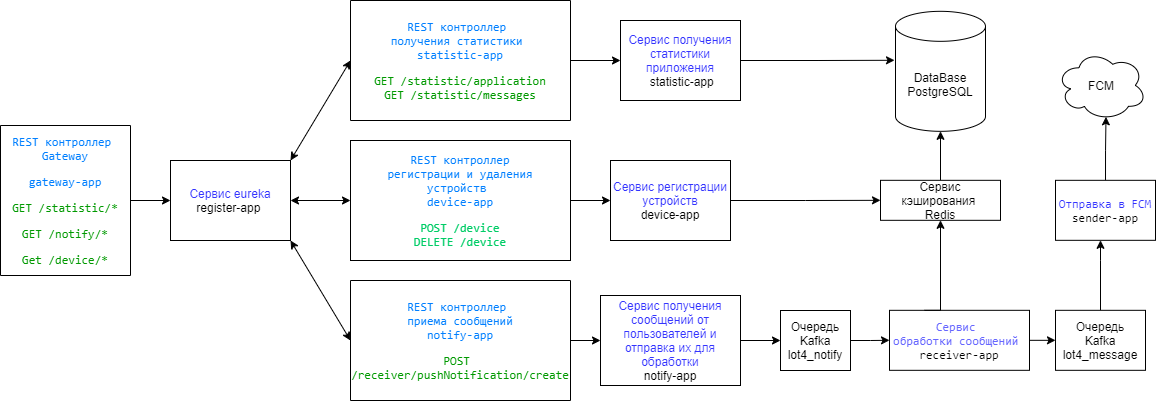 REST контроллер
Gateway
gateway-app
GET /statistic/*
GET /notify/*
Get /device/*
Сервис eureka
register-app
REST контроллер
получения статистики
statistic-app
GET /statistic/application
GET /statistic/messages
Сервис получения
статистики
приложения
statistic-app
DataBase
PostgreSQL
FCM
REST контроллер
регистрации и удаления
устройств
device-app
POST /device
DELETE /device
Сервис регистрации
устройств
device-app
Сервис
кэширования
Redis
Отправка в FCM
sender-app
REST контроллер
приема сообщений
notify-app
POST
/receiver/pushNotification/create
Сервис получения
сообщений от
пользователей и
отправка их для
обработки
notify-app
Очередь
Kafka
lot4_notify
Сервис
обработки сообщений
receiver-app
Очередь
Kafka
lot4_message